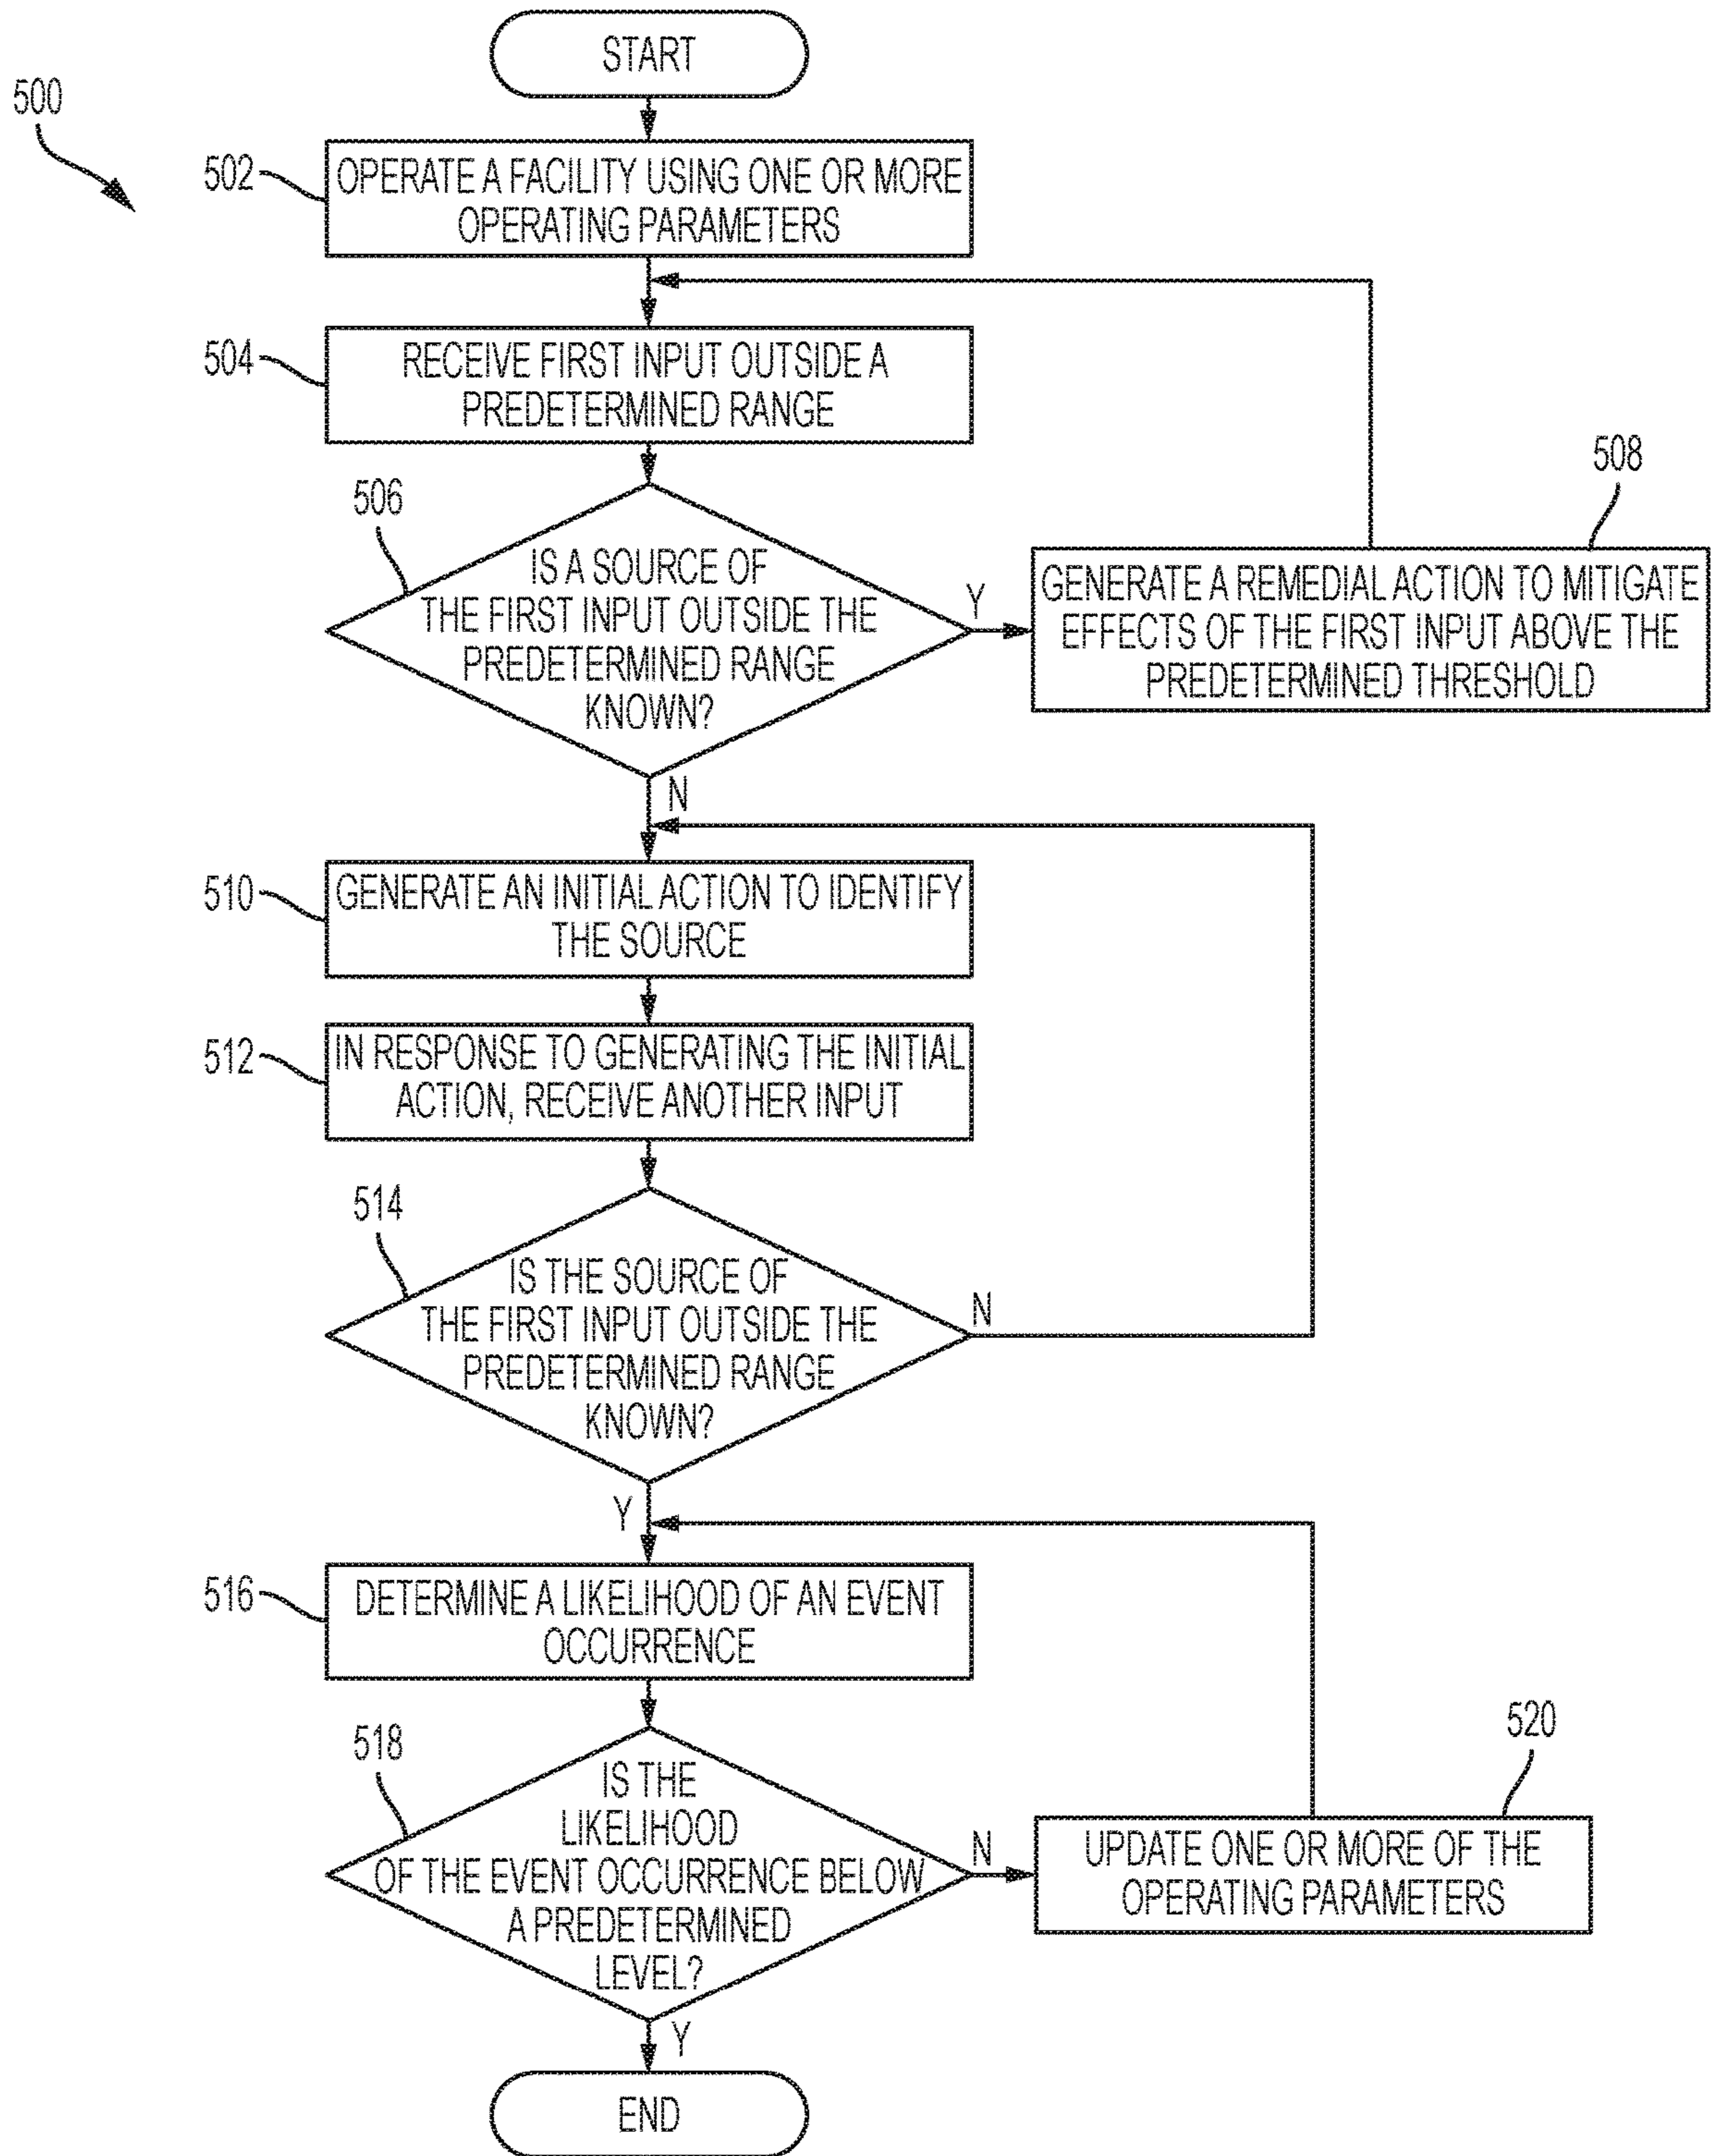 START
500
502
OPERATE A FACILITY USING ONE OR MORE
OPERATING PARAMETERS
504
RECEIVE FIRST INPUT OUTSIDE A
PREDETERMINED RANGE
506
IS A SOURCE OF
THE FIRST INPUT OUTSIDE THE
PREDETERMINED RANGE
KNOWN?
Y
508
GENERATE A REMEDIAL ACTION TO MITIGATE
EFFECTS OF THE FIRST INPUT ABOVE THE
PREDETERMINED THRESHOLD
N
510
GENERATE AN INITIAL ACTION TO IDENTIFY
THE SOURCE
512
IN RESPONSE TO GENERATING THE INITIAL
ACTION, RECEIVE ANOTHER INPUT
514
IS THE SOURCE OF
THE FIRST INPUT OUTSIDE THE
PREDETERMINED RANGE
KNOWN?
N
Y
516
DETERMINE A LIKELIHOOD OF AN EVENT
OCCURRENCE
518
IS THE
LIKELIHOOD
OF THE EVENT OCCURRENCE BELOW
A PREDETERMINED
LEVEL?
N
520
UPDATE ONE OR MORE OF THE
OPERATING PARAMETERS
Y
END